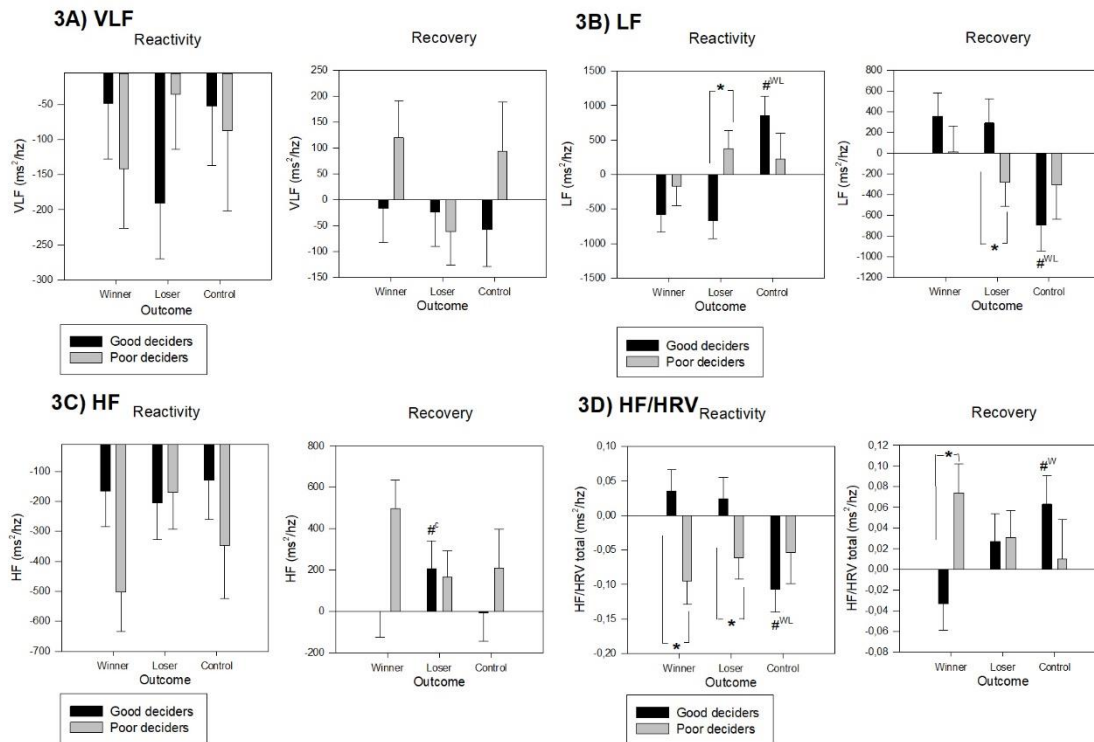 3A) VLF
Reactivity
Recovery
VLF (ms²/hz)
-50
-100
-150
-200
-250
-300
Winner Loser Control
Outcome
VLF (ms²/hz)
250
200
150
100
50
0
-50
-100
-150
Winner Loser Control
Outcome
Good deciders
Poor deciders
3B) LF
Reactivity
Recovery
LF (ms²/hz)
1500
1000
500
0
-500
-1000
-1500
*
#WL
Winner Loser Control
Outcome
LF (ms²/hz)
800
600
400
200
0
-200
-400
-600
-800
-1000
-1200
*
#WL
Winner Loser Control
Outcome
Good deciders
Poor deciders
3C) HF
Reactivity
Recovery
HF (ms²/hz)
-100
-200
-300
-400
-500
-600
-700
Winner Loser Control
Outcome
HF (ms²/hz)
800
600
400
200
0
-200
#
Winner Loser Control
Outcome
Good deciders
Poor deciders
3D) HF/HRV
Reactivity
Recovery
HF/HRV total (ms²/hz)
0,10
0,05
0,00
-0,05
-0,10
-0,15
-0,20
*
*
#WL
Winner Loser Control
Outcome
HF/HRV total (ms²/hz)
0,12
0,10
0,08
0,06
0,04
0,02
0,00
-0,02
-0,04
-0,06
-0,08
*
#W
Winner Loser Control
Outcome
Good deciders
Poor deciders